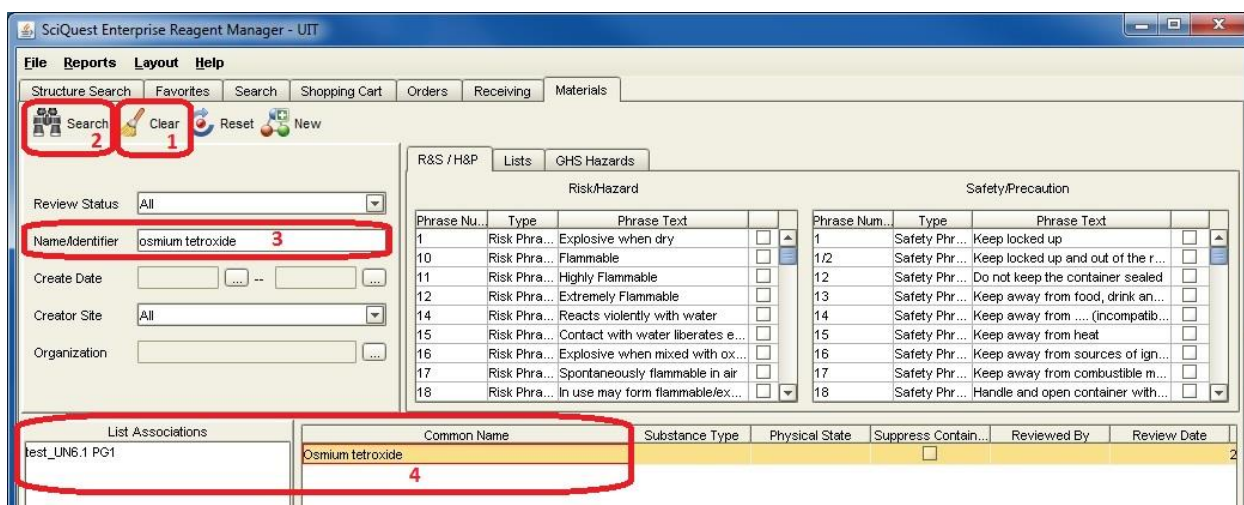 SciQuest Enterprise Reagent Manager - UIT
File Reports Layout Help
Structure Search Favorites Search Shopping Cart Orders Receiving Materials
Search Clear Reset New
2 1
R&S / H&P Lists GHS Hazards
Risk/Hazard Safety/Precaution
Review Status All
Phrase Nu... Type Phrase Text Phrase Num... Type Phrase Text
Name/Identifier osmium tetroxide 3
1 Risk Phra... Explosive when dry 1 Safety Phr... Keep locked up
10 Risk Phra... Flammable 1/2 Safety Phr... Keep locked up and out of the r...
Create Date ... -- ...
11 Risk Phra... Highly Flammable 12 Safety Phr... Do not keep the container sealed
12 Risk Phra... Extremely Flammable 13 Safety Phr... Keep away from food, drink an...
Creator Site All
14 Risk Phra... Reacts violently with water 14 Safety Phr... Keep away from .... (incompatib...
15 Risk Phra... Contact with water liberates e... 15 Safety Phr... Keep away from heat
Organization ...
16 Risk Phra... Explosive when mixed with ox... 16 Safety Phr... Keep away from sources of ign...
17 Risk Phra... Spontaneously flammable in air 17 Safety Phr... Keep away from combustible m...
18 Risk Phra... In use may form flammable/ex... 18 Safety Phr... Handle and open container with...
List Associations Common Name Substance Type Physical State Suppress Contain... Reviewed By Review Date
test_UN6.1 PG1 Osmium tetroxide 2
4